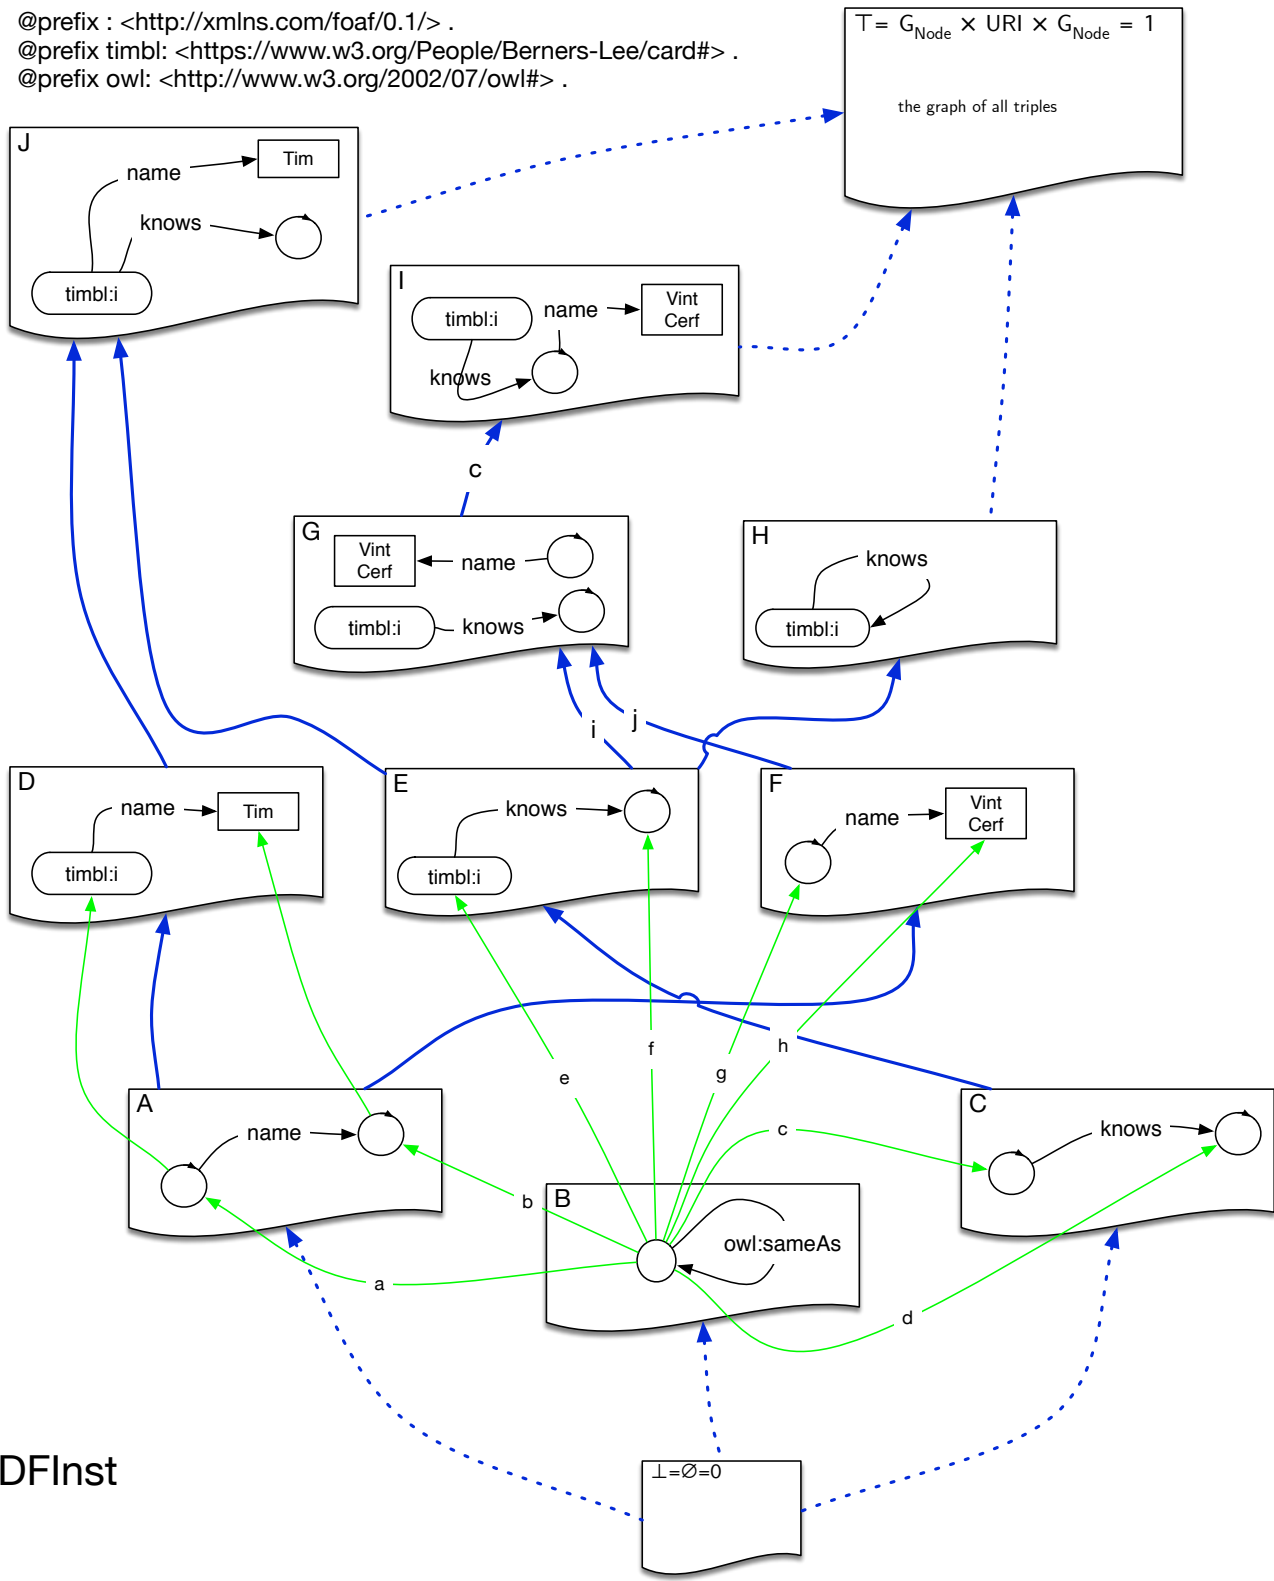 @prefix : <http://xmlns.com/foaf/0.1/> .
@prefix timbl: <https://www.w3.org/People/Berners-Lee/card#> .
@prefix owl: <http://www.w3.org/2002/07/owl#> .
⊤= G_Node × URI × G_Node = 1
the graph of all triples
J
name
Tim
knows
timbl:i
I
timbl:i
name
Vint
Cerf
knows
c
G
Vint
Cerf
name
timbl:i
knows
H
knows
timbl:i
i
j
D
name
Tim
timbl:i
E
knows
timbl:i
F
name
Vint
Cerf
e
f
g
h
A
name
b
a
B
owl:sameAs
c
d
C
knows
DFInst
⊥=∅=0